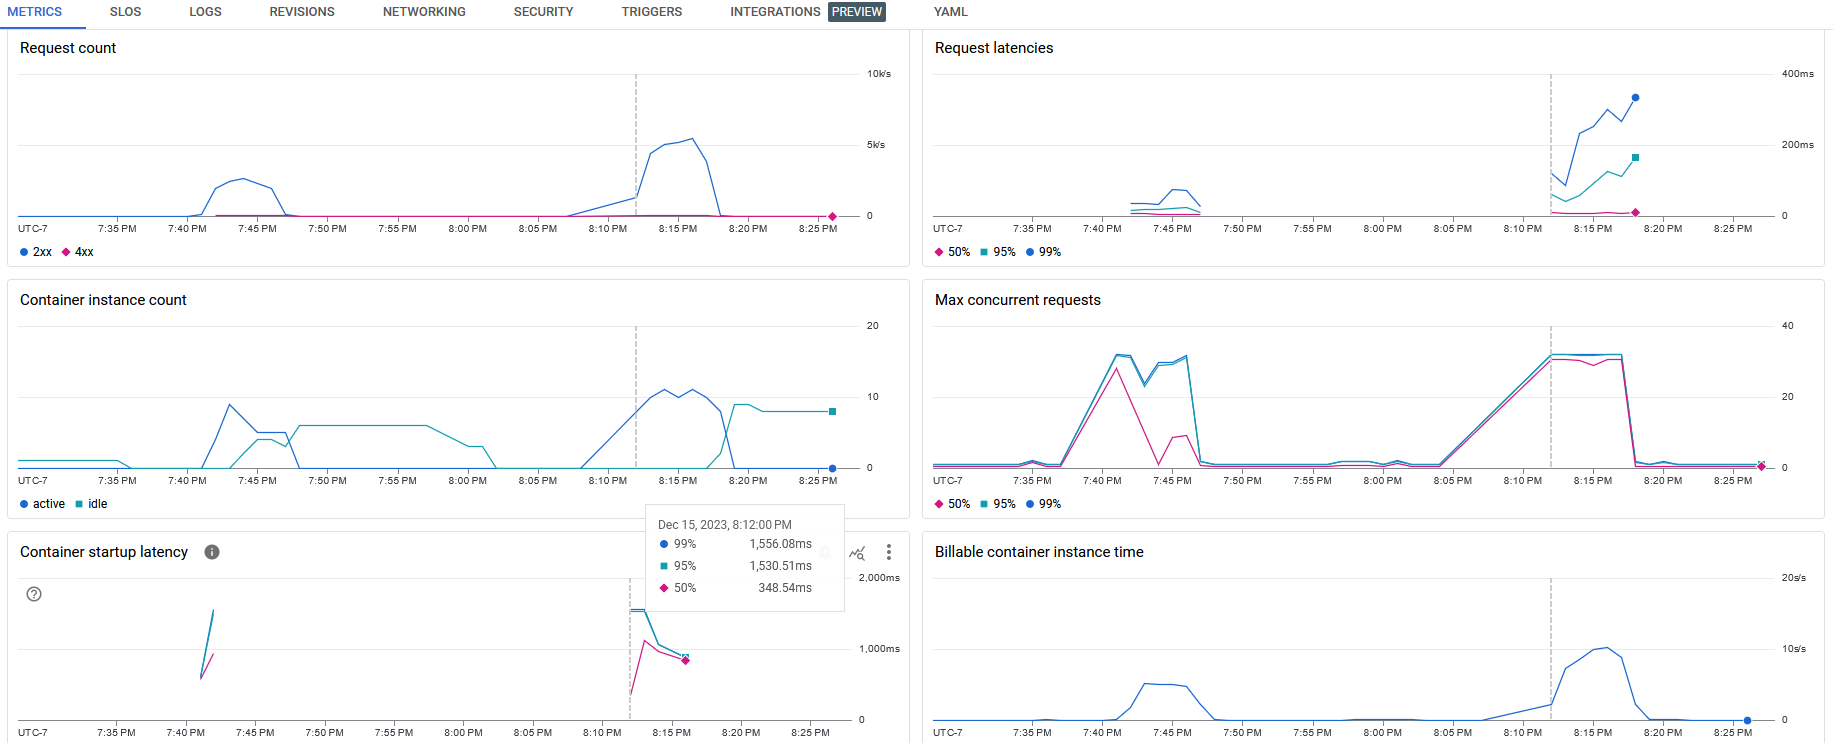 METRICS SLOS LOGS REVISIONS NETWORKING SECURITY TRIGGERS INTEGRATIONS PREVIEW YAML
Request count
10k/s
5k/s
0
UTC-7 7:35 PM 7:40 PM 7:45 PM 7:50 PM 7:55 PM 8:00 PM 8:05 PM 8:10 PM 8:15 PM 8:20 PM 8:25 PM
2xx 4xx
Request latencies
400ms
200ms
0
UTC-7 7:35 PM 7:40 PM 7:45 PM 7:50 PM 7:55 PM 8:00 PM 8:05 PM 8:10 PM 8:15 PM 8:20 PM 8:25 PM
50% 95% 99%
Container instance count
20
10
0
UTC-7 7:35 PM 7:40 PM 7:45 PM 7:50 PM 7:55 PM 8:00 PM 8:05 PM 8:10 PM 8:15 PM 8:20 PM 8:25 PM
active idle
Max concurrent requests
40
20
0
UTC-7 7:35 PM 7:40 PM 7:45 PM 7:50 PM 7:55 PM 8:00 PM 8:05 PM 8:10 PM 8:15 PM 8:20 PM 8:25 PM
50% 95% 99%
Container startup latency
Dec 15, 2023, 8:12:00 PM
99% 1,556.08ms
95% 1,530.51ms
50% 348.54ms
2,000ms
1,000ms
0
UTC-7 7:35 PM 7:40 PM 7:45 PM 7:50 PM 7:55 PM 8:00 PM 8:05 PM 8:10 PM 8:15 PM 8:20 PM 8:25 PM
Billable container instance time
20s/s
10s/s
0
UTC-7 7:35 PM 7:40 PM 7:45 PM 7:50 PM 7:55 PM 8:00 PM 8:05 PM 8:10 PM 8:15 PM 8:20 PM 8:25 PM